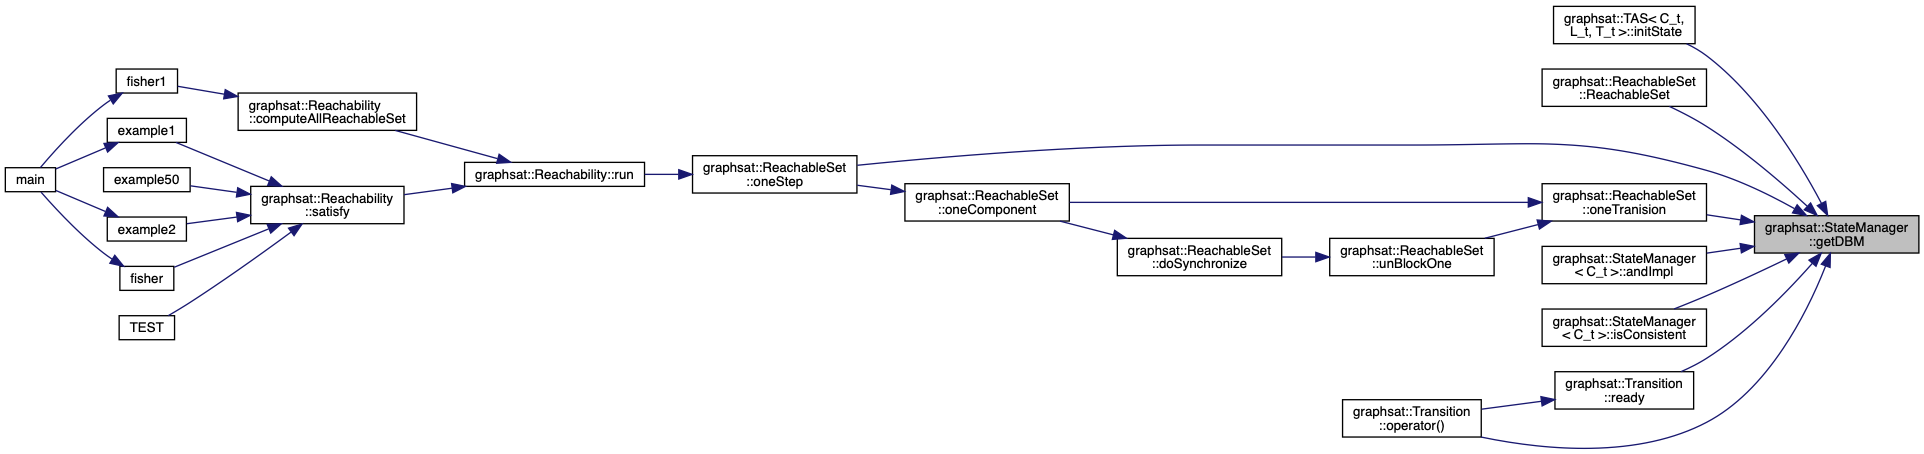 graphsat::TAS< C_t,
L_t, T_t >::initState
graphsat::ReachableSet
::ReachableSet
fisher1
graphsat::Reachability
::computeAllReachableSet
example1
main
example50
graphsat::Reachability
::satisfy
example2
fisher
TEST
graphsat::Reachability::run
graphsat::ReachableSet
::oneStep
graphsat::ReachableSet
::oneComponent
graphsat::ReachableSet
::doSynchronize
graphsat::ReachableSet
::unBlockOne
graphsat::ReachableSet
::oneTranision
graphsat::StateManager
::getDBM
graphsat::StateManager
< C_t >::andImpl
graphsat::StateManager
< C_t >::isConsistent
graphsat::Transition
::ready
graphsat::Transition
::operator()